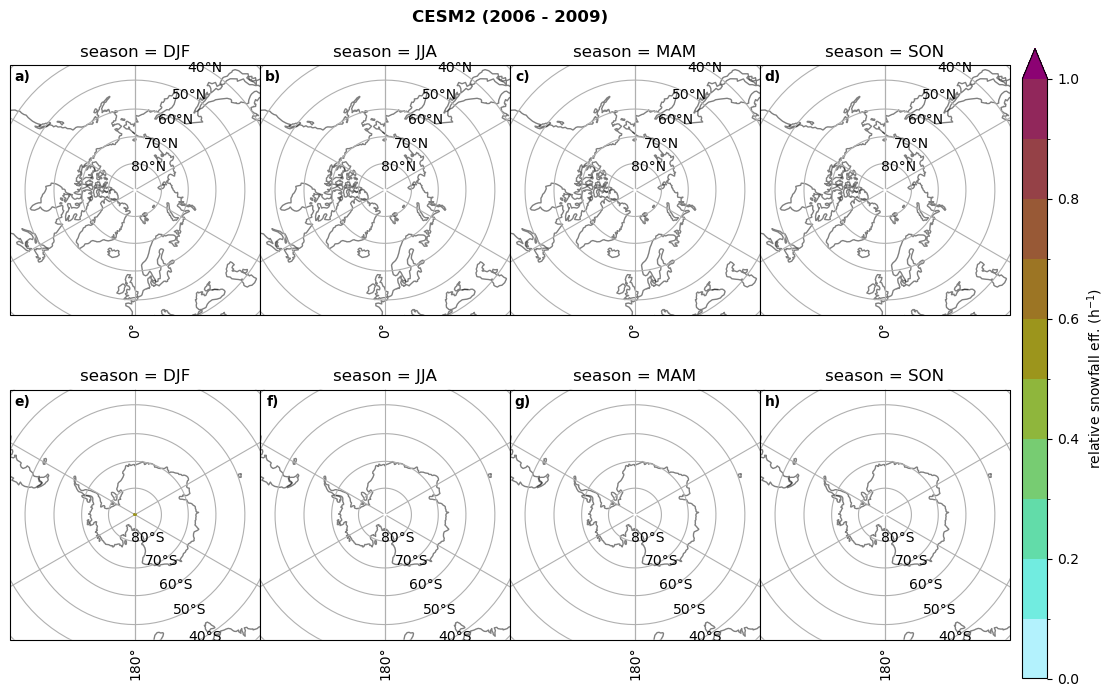 CESM2 (2006 - 2009)
season = DJF
season = JJA
season = MAM
season = SON
a)
40°N
50°N
60°N
70°N
80°N
0°
b)
40°N
50°N
60°N
70°N
80°N
0°
c)
40°N
50°N
60°N
70°N
80°N
0°
d)
40°N
50°N
60°N
70°N
80°N
0°
season = DJF
season = JJA
season = MAM
season = SON
e)
80°S
70°S
60°S
50°S
40°S
180°
f)
80°S
70°S
60°S
50°S
40°S
180°
g)
80°S
70°S
60°S
50°S
40°S
180°
h)
80°S
70°S
60°S
50°S
40°S
180°
1.0
0.8
0.6
0.4
0.2
0.0
relative snowfall eff. (h⁻¹)